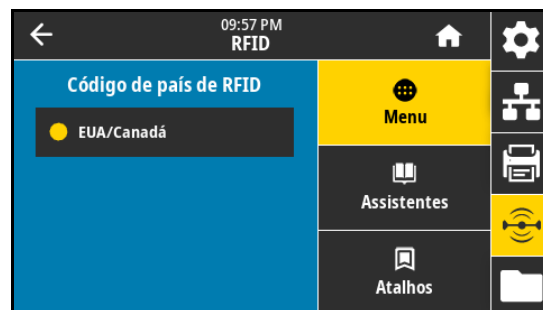 09:57 PM
RFID
Código de país de RFID
EUA/Canadá
Menu
Assistentes
Atalhos